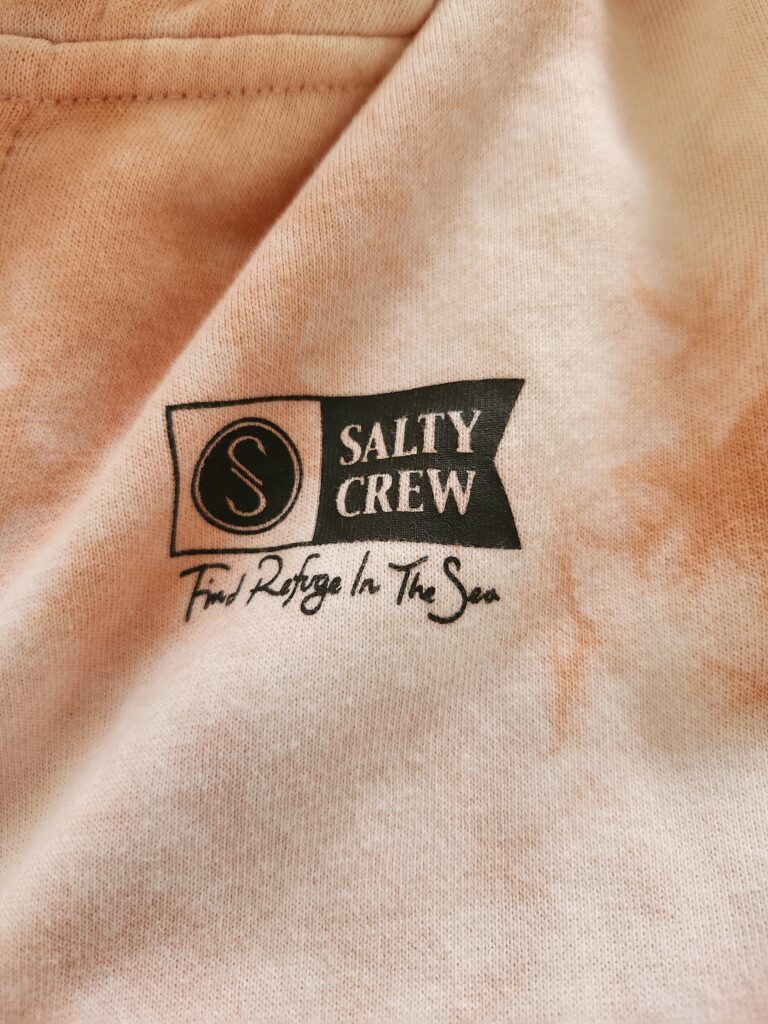 S
SALTY
CREW
Find Refuge In The Sea